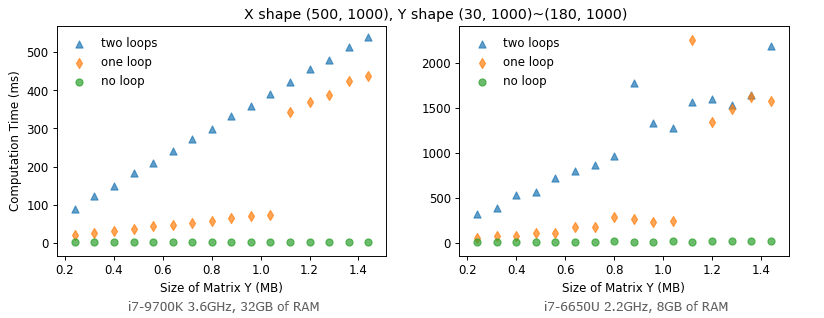 X shape (500, 1000), Y shape (30, 1000)~(180, 1000)
two loops
one loop
no loop
Computation Time (ms)
500
400
300
200
100
0
0.2 0.4 0.6 0.8 1.0 1.2 1.4
Size of Matrix Y (MB)
i7-9700K 3.6GHz, 32GB of RAM
two loops
one loop
no loop
2000
1500
1000
500
0
0.2 0.4 0.6 0.8 1.0 1.2 1.4
Size of Matrix Y (MB)
i7-6650U 2.2GHz, 8GB of RAM